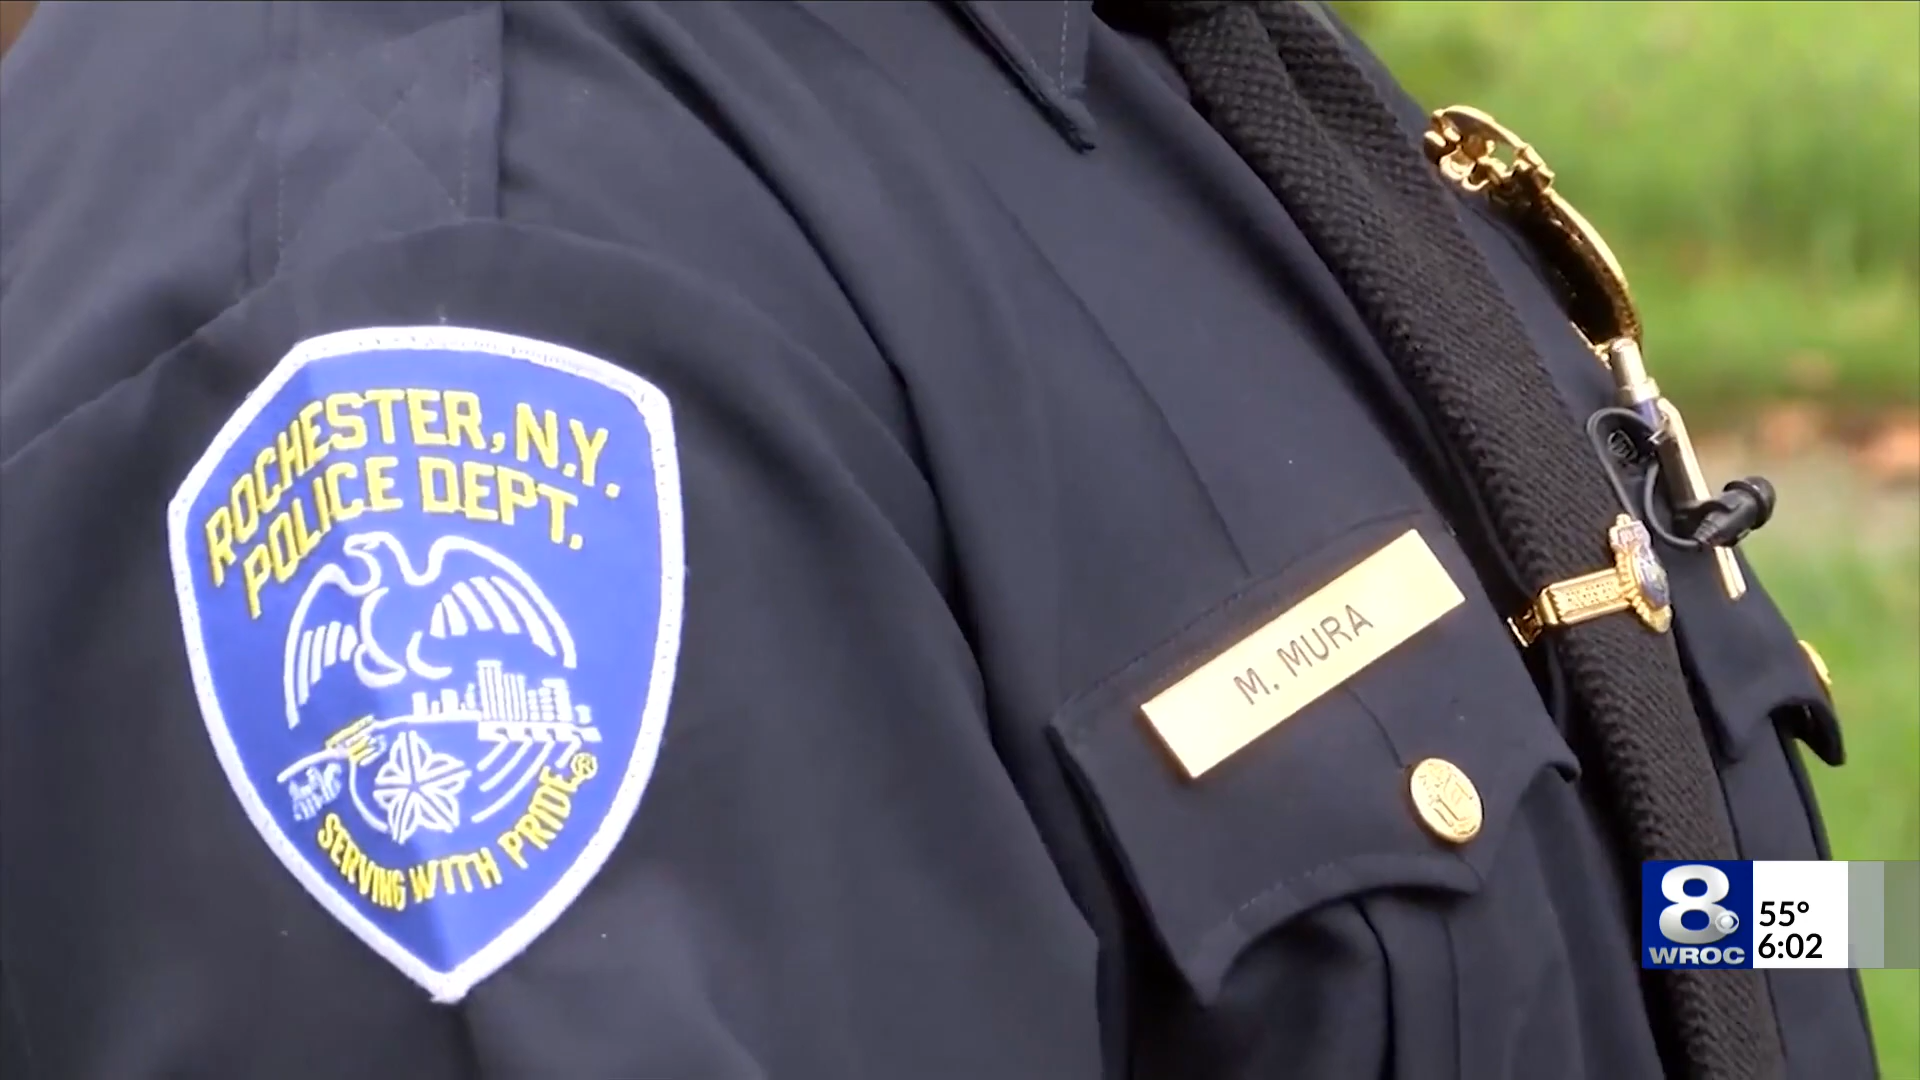 ROCHESTER, N.Y.
POLICE DEPT.
SERVING WITH PRIDE
®
M. MURA
8
WROC
55°
6:02